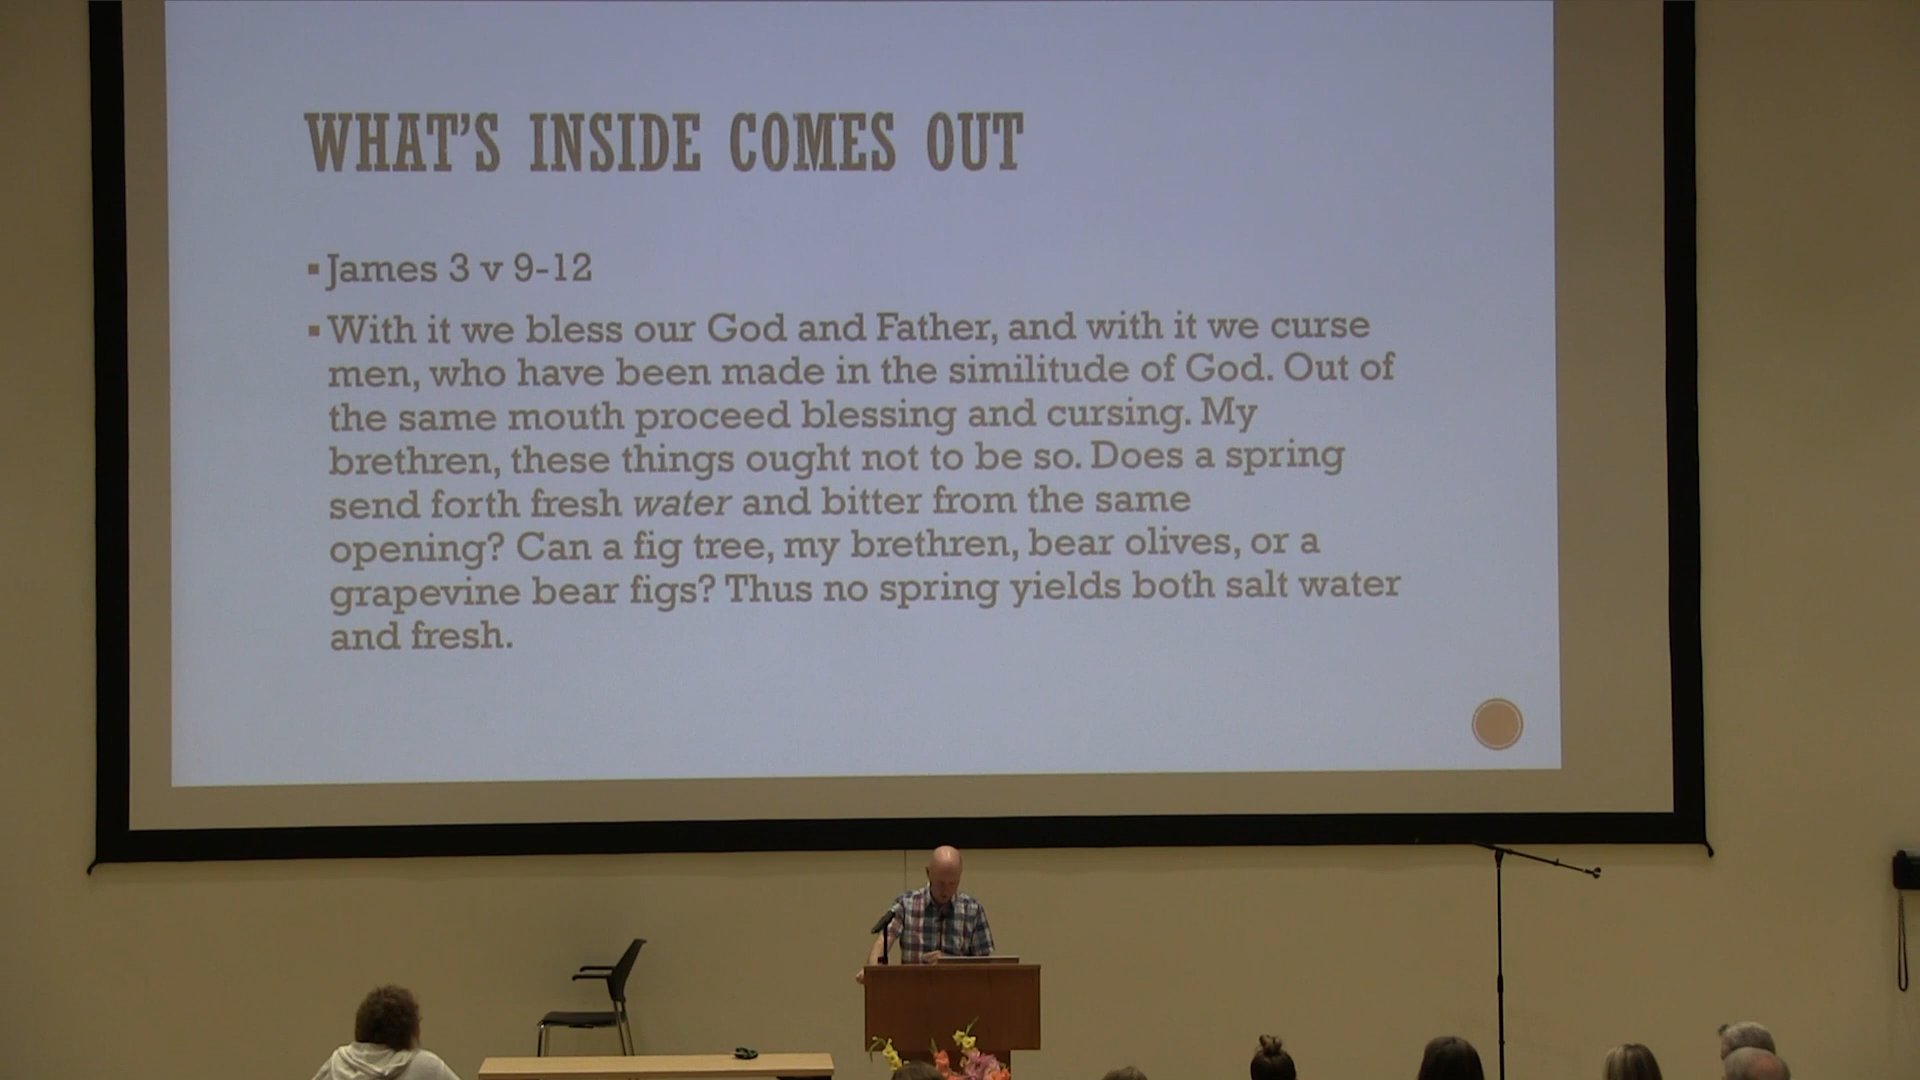 WHAT'S INSIDE COMES OUT
▪James 3 v 9-12
▪With it we bless our God and Father, and with it we curse
men, who have been made in the similitude of God. Out of
the same mouth proceed blessing and cursing. My
brethren, these things ought not to be so. Does a spring
send forth fresh water and bitter from the same
opening? Can a fig tree, my brethren, bear olives, or a
grapevine bear figs? Thus no spring yields both salt water
and fresh.